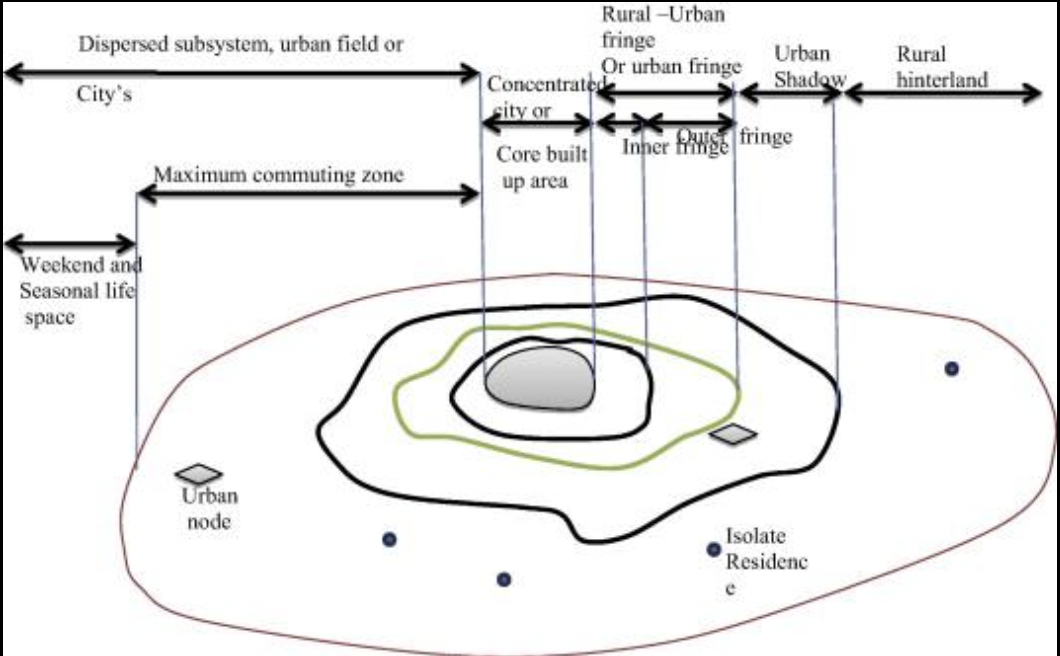 Dispersed subsystem, urban field or
City's
Rural –Urban
fringe
Or urban fringe
Urban
Shadow
Rural
hinterland
Concentrated
city or
Core built
up area
Inner fringe
Outer fringe
Maximum commuting zone
Weekend and
Seasonal life
space
Urban
node
Isolate
Residenc
e